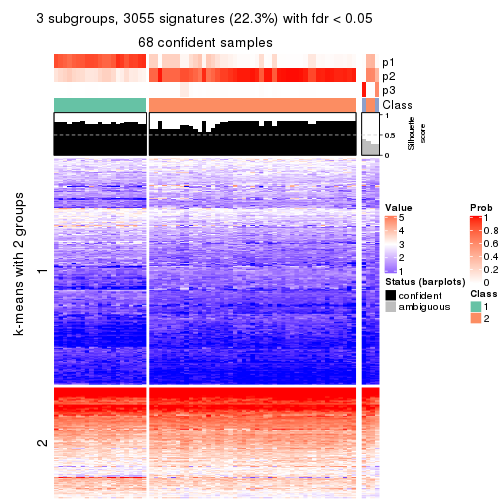 3 subgroups, 3055 signatures (22.3%) with fdr < 0.05
68 confident samples
p1
p2
p3
Class
1
0.5
0
Silhouette
score
k-means with 2 groups
1
2
Value
5
4
3
2
1
Status (barplots)
confident
ambiguous
Prob
1
0.8
0.6
0.4
0.2
0
Class
1
2